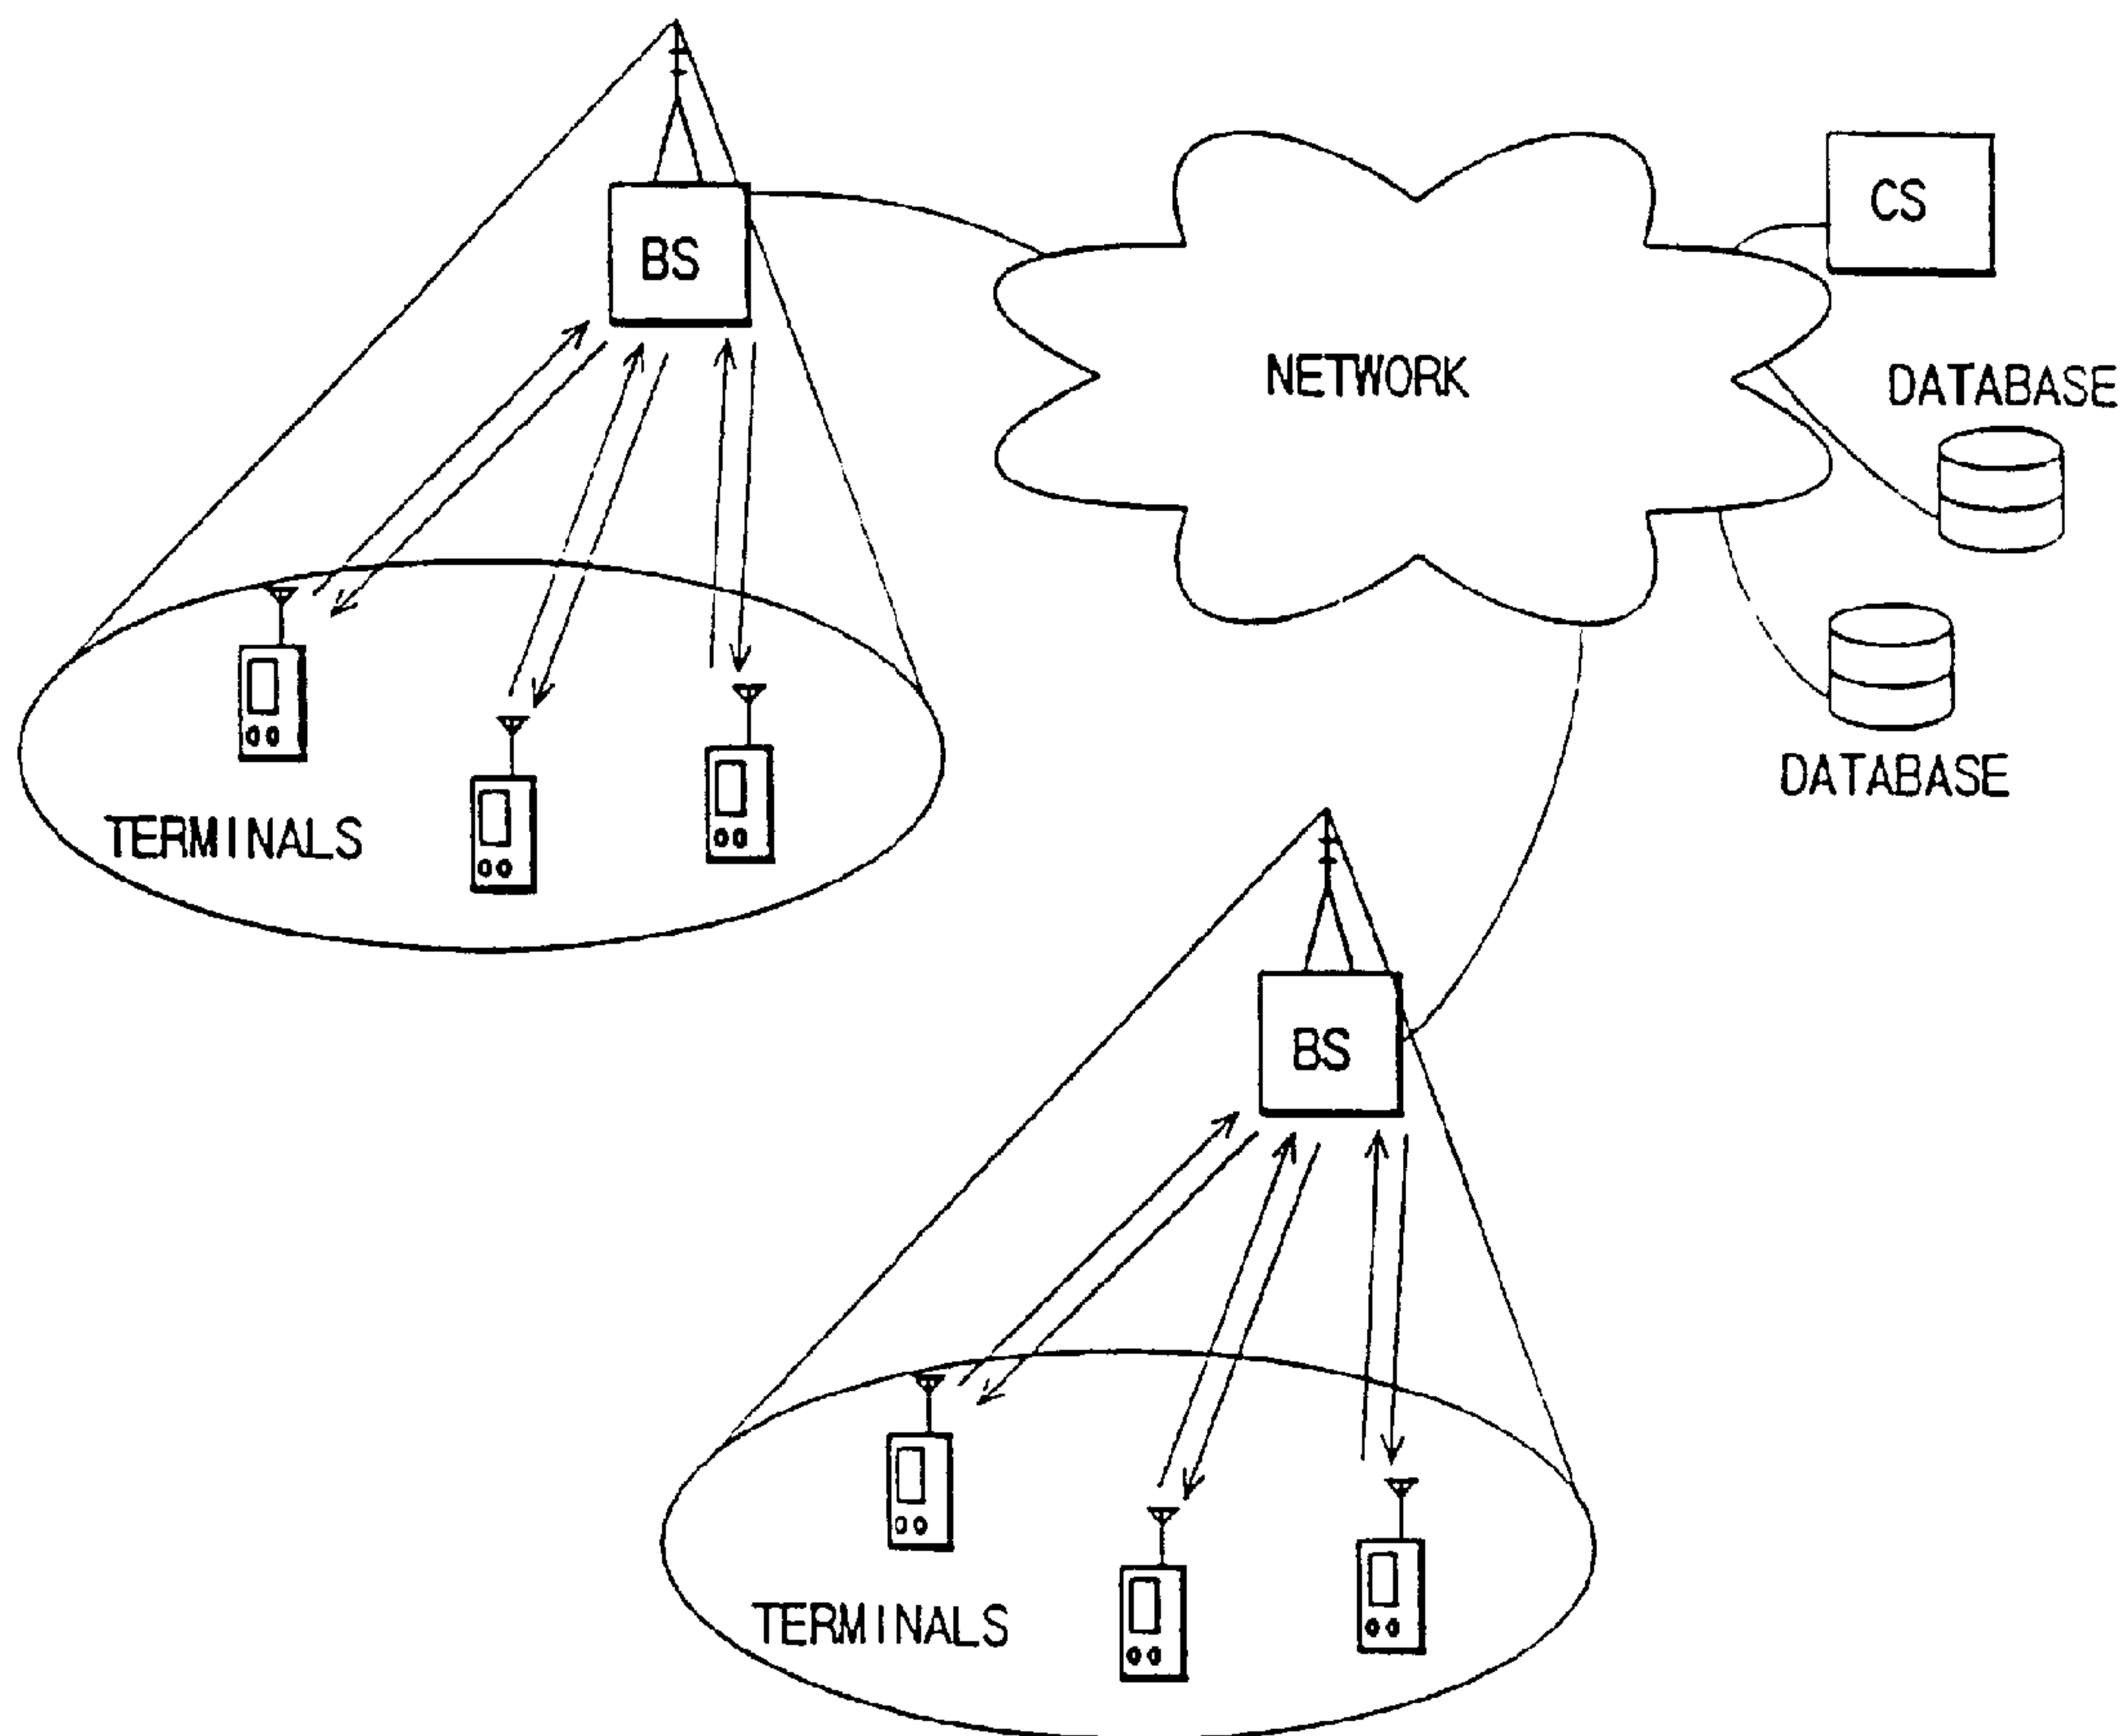 BS
CS
NETWORK
DATABASE
DATABASE
TERMINALS
BS
TERMINALS